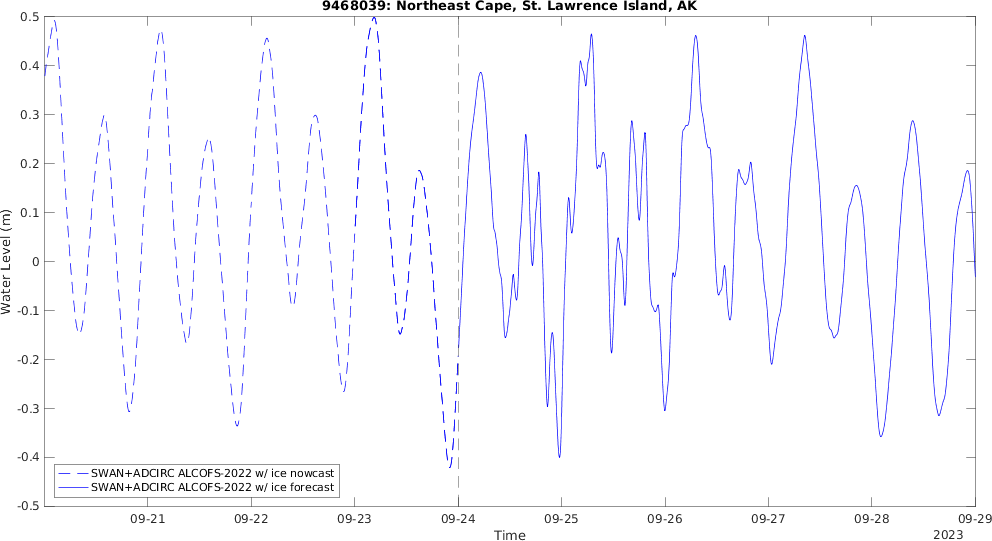 9468039: Northeast Cape, St. Lawrence Island, AK
0.5
0.4
0.3
0.2
0.1
0
-0.1
-0.2
-0.3
-0.4
-0.5
Water Level (m)
SWAN+ADCIRC ALCOFS-2022 w/ ice nowcast
SWAN+ADCIRC ALCOFS-2022 w/ ice forecast
09-21 09-22 09-23 09-24 09-25 09-26 09-27 09-28 09-29
Time
2023